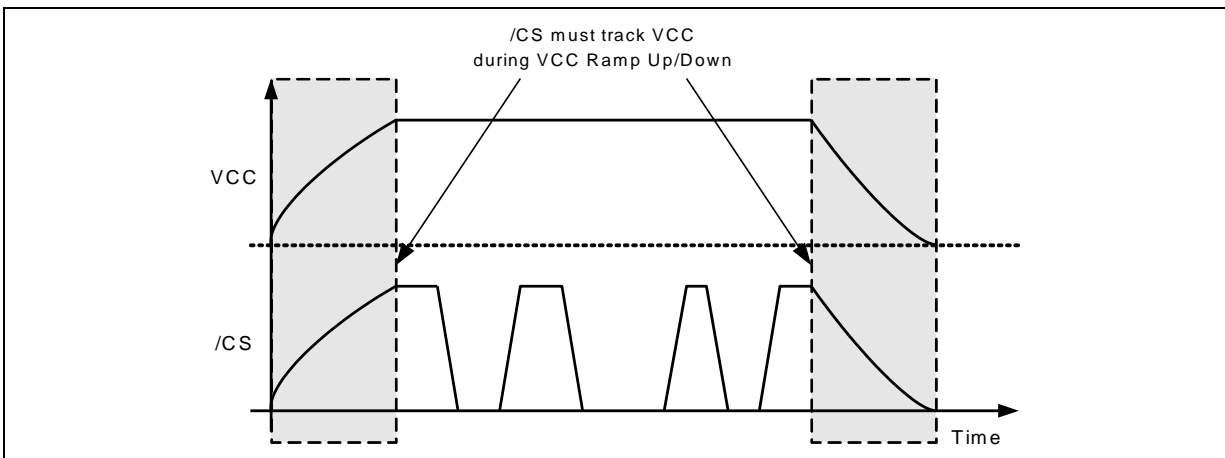 /CS must track VCC
during VCC Ramp Up/Down
VCC
/CS
Time